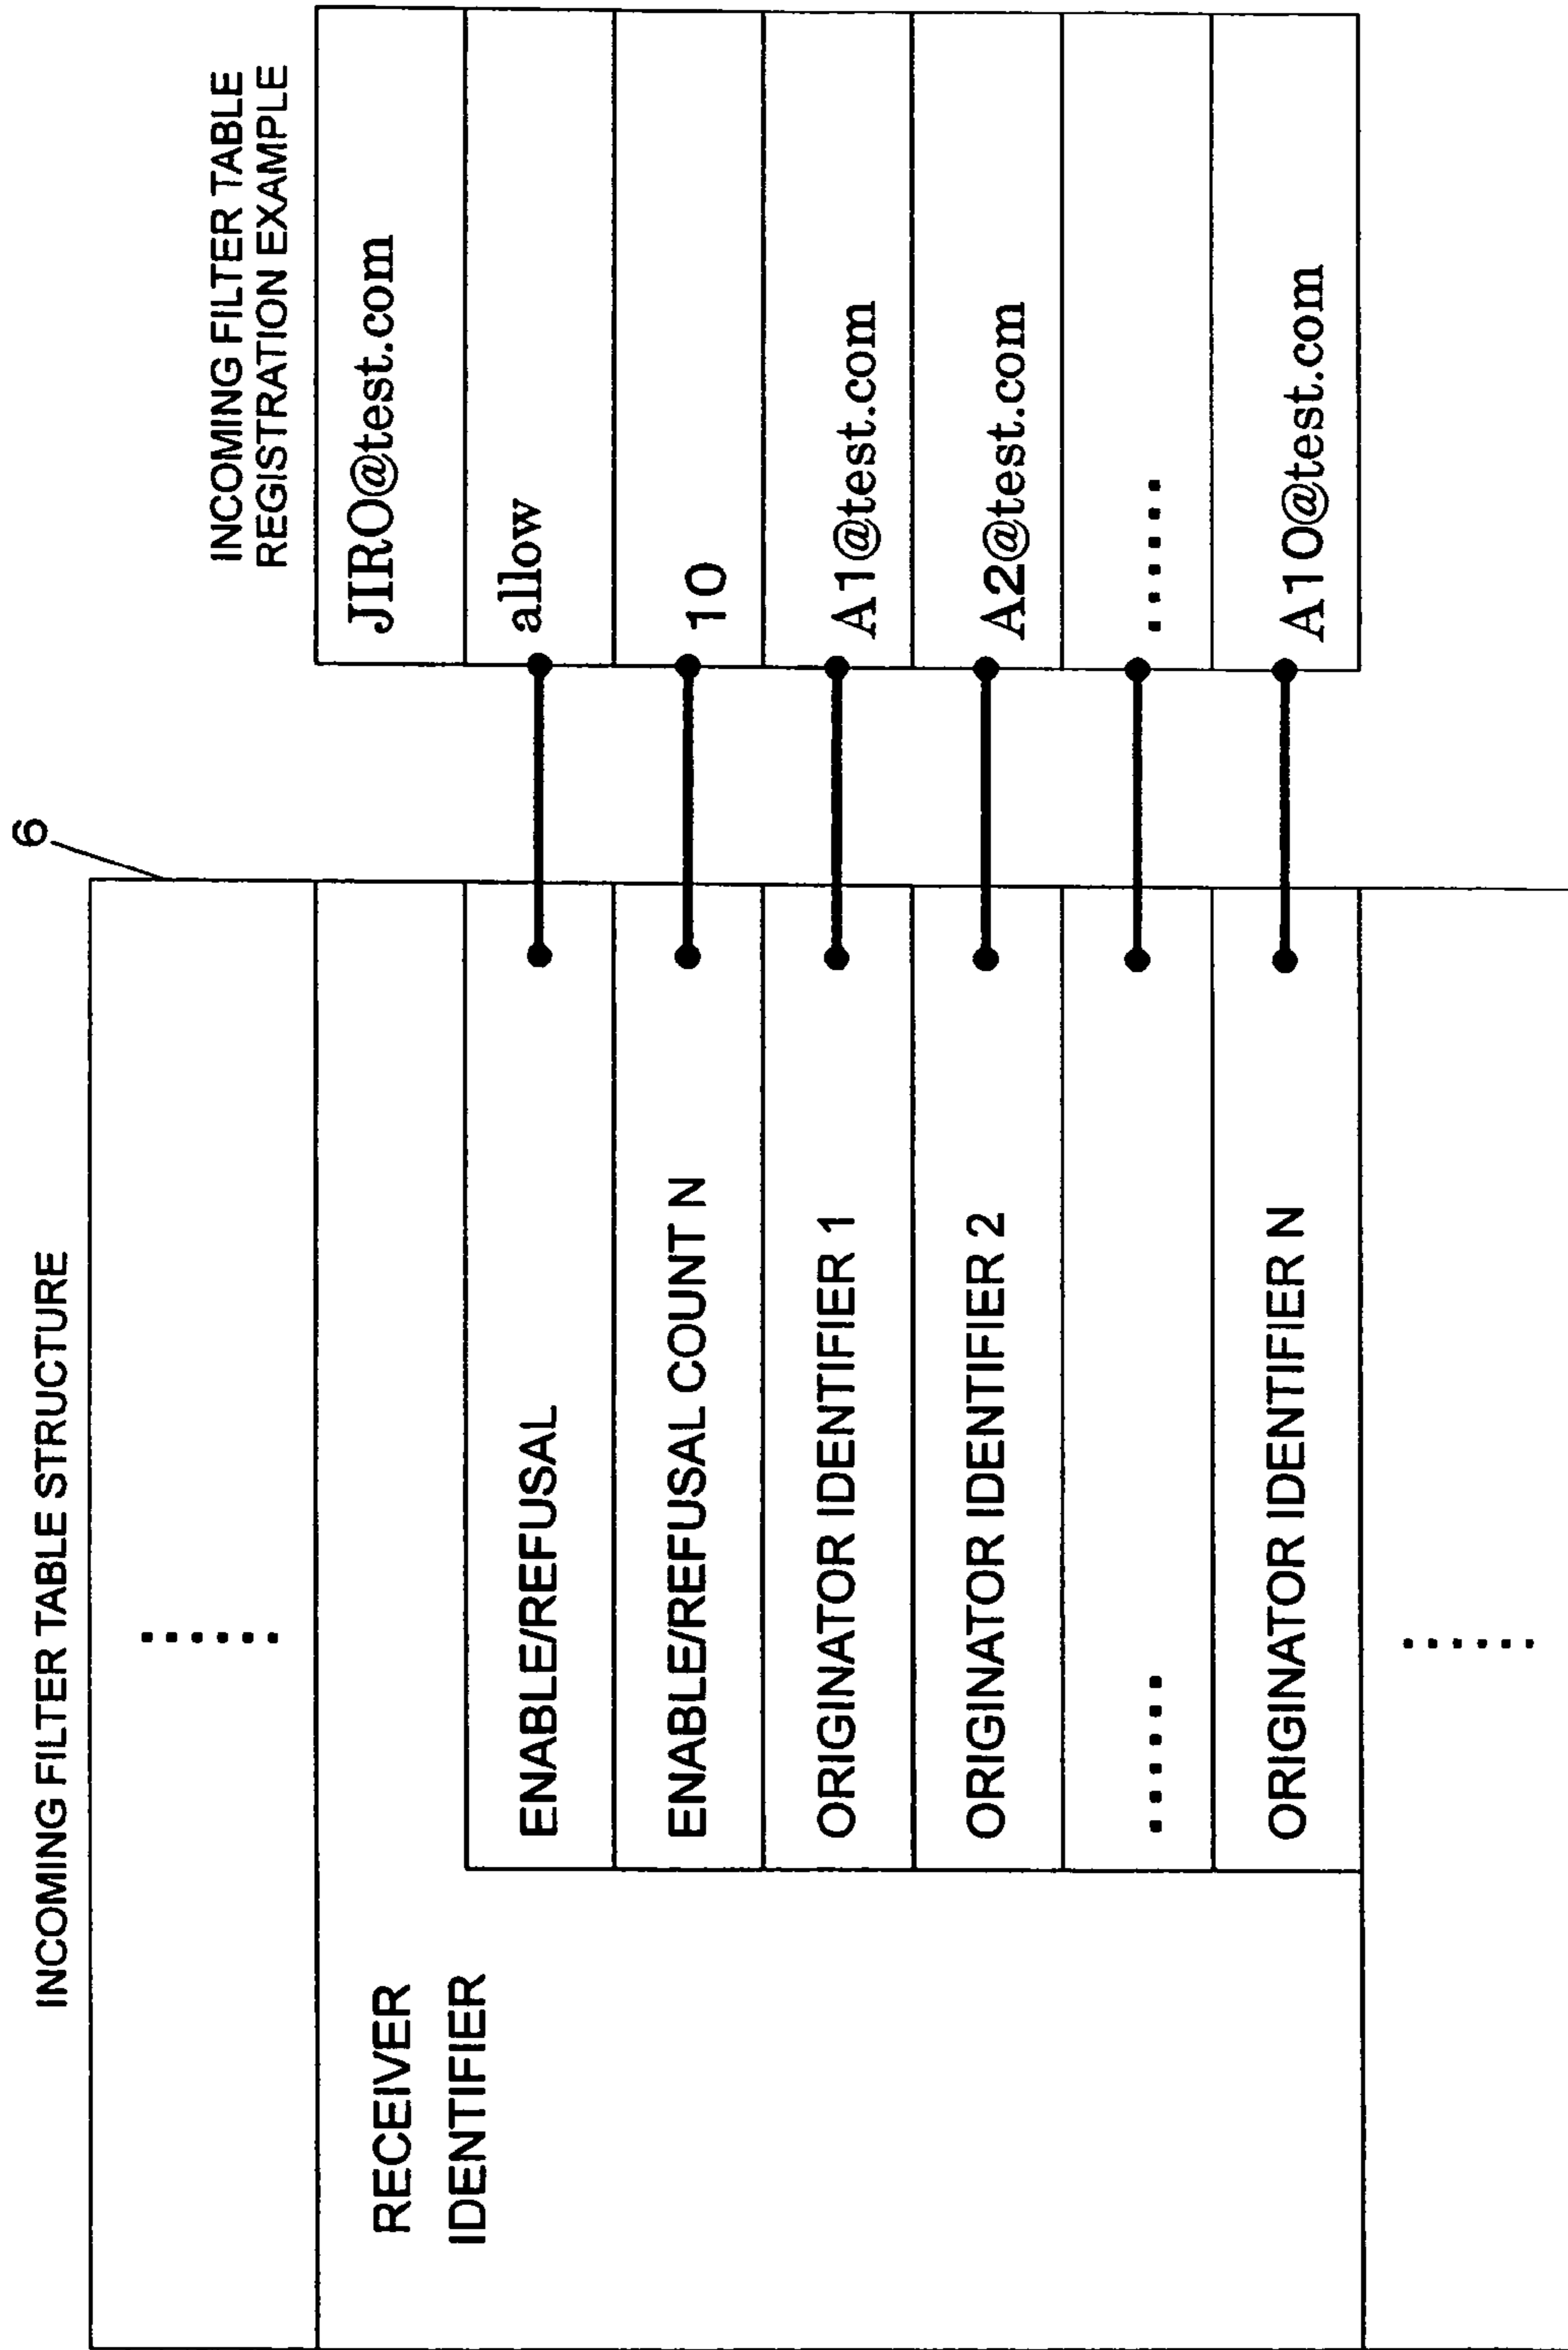 INCOMING FILTER TABLE STRUCTURE
6
......
RECEIVER
IDENTIFIER
ENABLE/REFUSAL
ENABLE/REFUSAL COUNT N
ORIGINATOR IDENTIFIER 1
ORIGINATOR IDENTIFIER 2
......
ORIGINATOR IDENTIFIER N
......
INCOMING FILTER TABLE
REGISTRATION EXAMPLE
JIRO@test.com
allow
10
A1@test.com
A2@test.com
......
A10@test.com